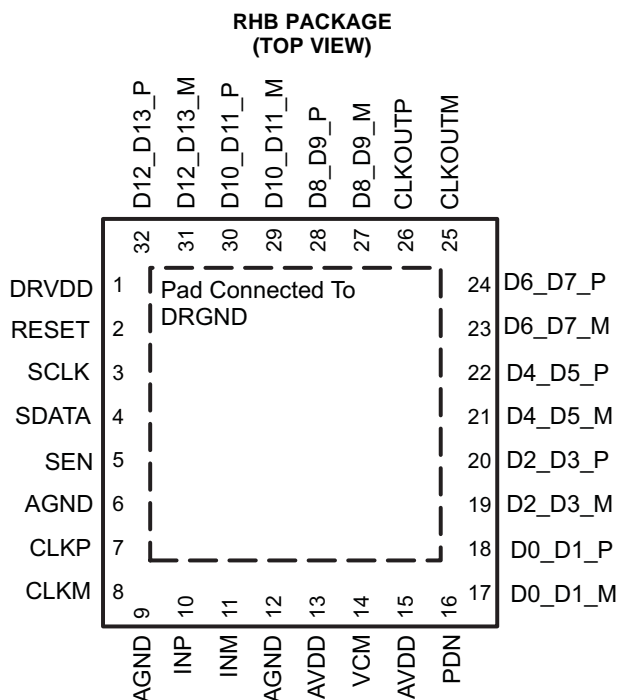 RHB PACKAGE
(TOP VIEW)
D12_D13_P
D12_D13_M
D10_D11_P
D10_D11_M
D8_D9_P
D8_D9_M
CLKOUTP
CLKOUTM
32
31
30
29
28
27
26
25
DRVDD 1
RESET 2
SCLK 3
SDATA 4
SEN 5
AGND 6
CLKP 7
CLKM 8
Pad Connected To
DRGND
24 D6_D7_P
23 D6_D7_M
22 D4_D5_P
21 D4_D5_M
20 D2_D3_P
19 D2_D3_M
18 D0_D1_P
17 D0_D1_M
9
10
11
12
13
14
15
16
AGND
INP
INM
AGND
AVDD
VCM
AVDD
PDN